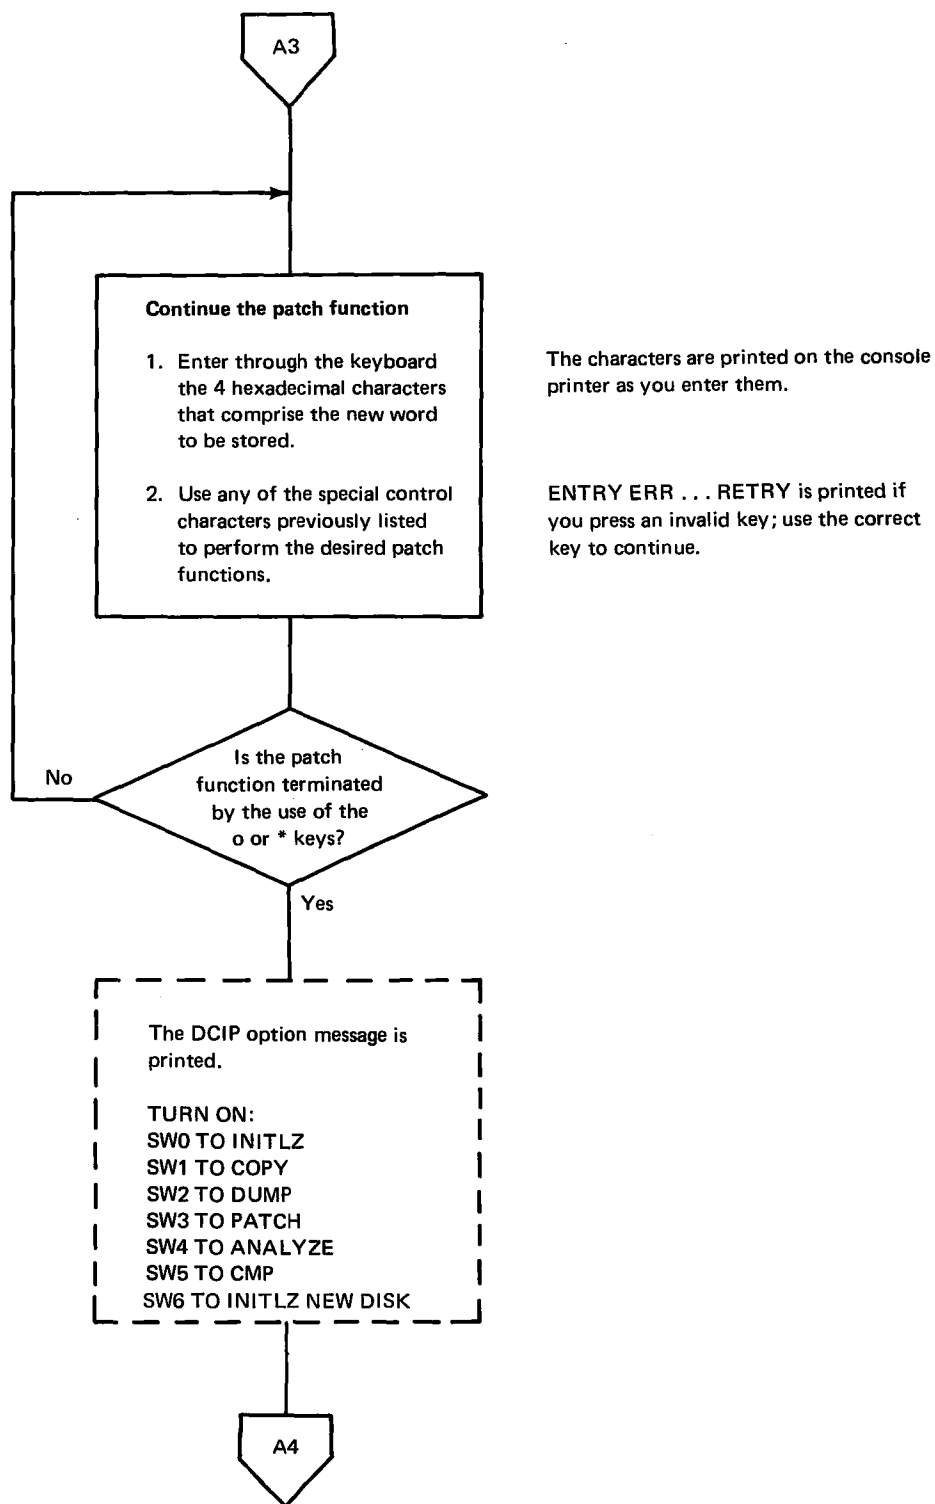 A3
Continue the patch function
1. Enter through the keyboard
the 4 hexadecimal characters
that comprise the new word
to be stored.
The characters are printed on the console
printer as you enter them.
2. Use any of the special control
characters previously listed
to perform the desired patch
functions.
ENTRY ERR . . . RETRY is printed if
you press an invalid key; use the correct
key to continue.
Is the patch
function terminated
by the use of the
o or * keys?
No
Yes
The DCIP option message is
printed.
TURN ON:
SW0 TO INITLZ
SW1 TO COPY
SW2 TO DUMP
SW3 TO PATCH
SW4 TO ANALYZE
SW5 TO CMP
SW6 TO INITLZ NEW DISK
A4